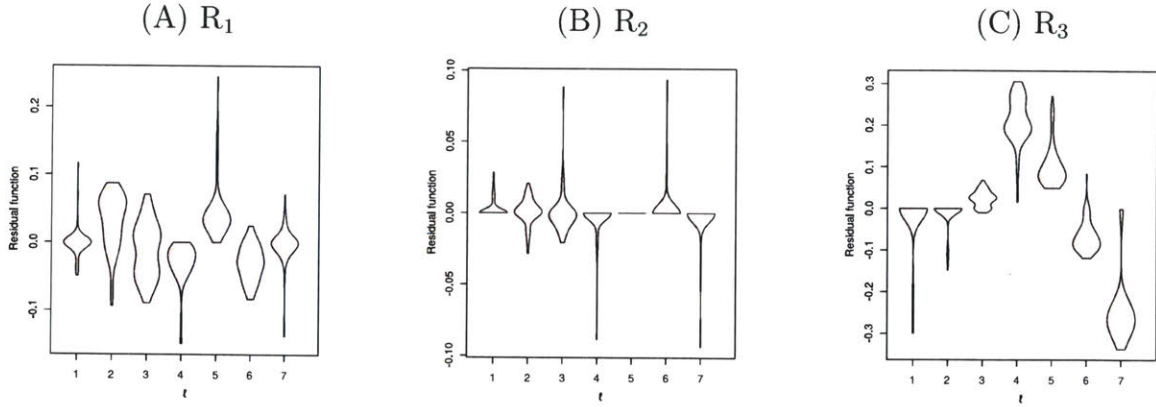 (A) R₁
(B) R₂
(C) R₃
Residual function
0.2
0.1
0.0
-0.1
1 2 3 4 5 6 7
t
Residual function
0.10
0.05
0.00
-0.05
-0.10
1 2 3 4 5 6 7
t
Residual function
0.3
0.2
0.1
0.0
-0.1
-0.2
-0.3
1 2 3 4 5 6 7
t